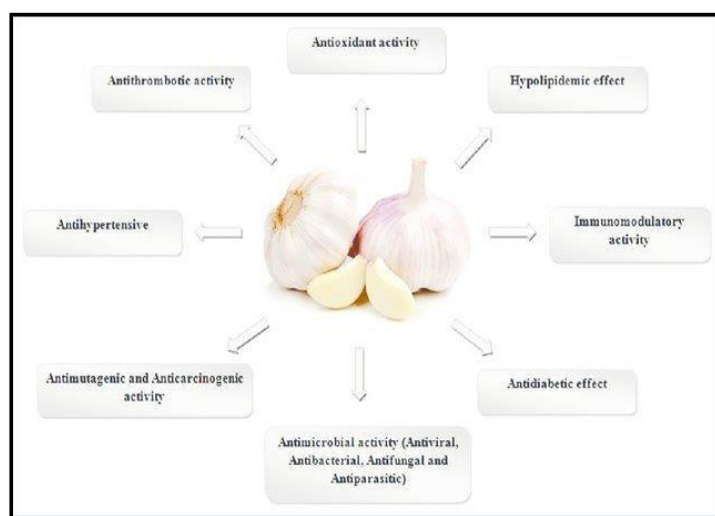 Antioxidant activity
Antithrombotic activity
Hypolipidemic effect
Antihypertensive
Immunomodulatory
activity
Antimutagenic and Anticarcinogenic
activity
Antidiabetic effect
Antimicrobial activity (Antiviral,
Antibacterial, Antifungal and
Antiparasitic)